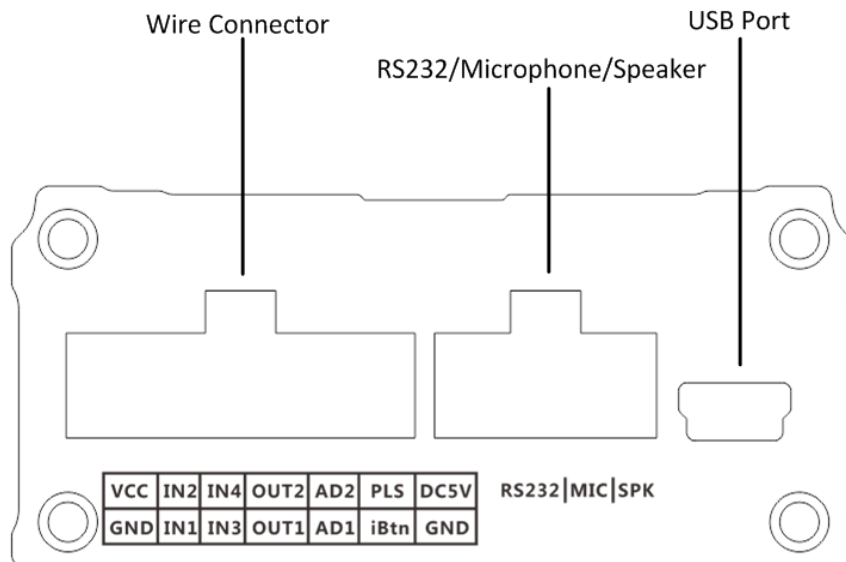 Wire Connector
USB Port
RS232/Microphone/Speaker
VCC IN2 IN4 OUT2 AD2 PLS DC5V
GND IN1 IN3 OUT1 AD1 iBtn GND
RS232|MIC|SPK